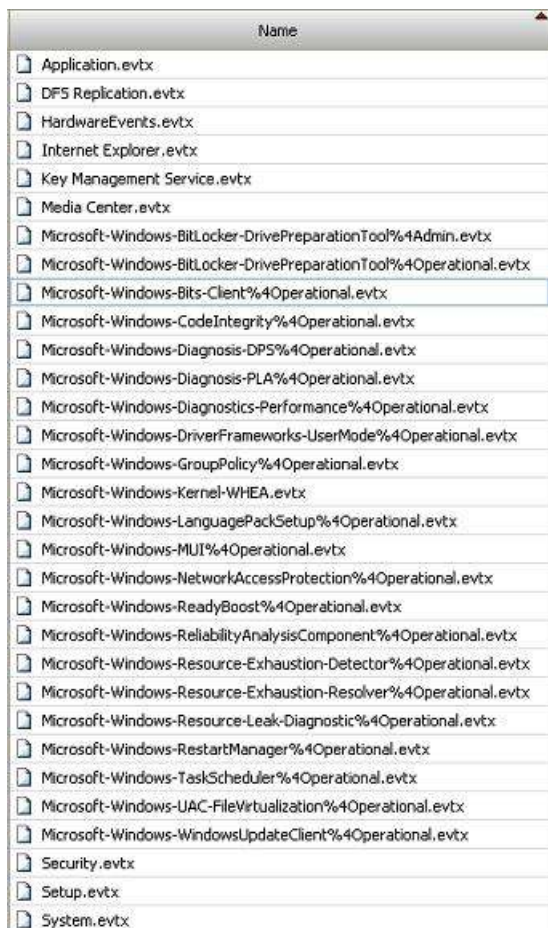 Name
Application.evtx
DFS Replication.evtx
HardwareEvents.evtx
Internet Explorer.evtx
Key Management Service.evtx
Media Center.evtx
Microsoft-Windows-BitLocker-DrivePreparationTool%4Admin.evtx
Microsoft-Windows-BitLocker-DrivePreparationTool%4Operational.evtx
Microsoft-Windows-Bits-Client%4Operational.evtx
Microsoft-Windows-CodeIntegrity%4Operational.evtx
Microsoft-Windows-Diagnosis-DPS%4Operational.evtx
Microsoft-Windows-Diagnosis-PLA%4Operational.evtx
Microsoft-Windows-Diagnostics-Performance%4Operational.evtx
Microsoft-Windows-DriverFrameworks-UserMode%4Operational.evtx
Microsoft-Windows-GroupPolicy%4Operational.evtx
Microsoft-Windows-Kernel-WHEA.evtx
Microsoft-Windows-LanguagePackSetup%4Operational.evtx
Microsoft-Windows-MUI%4Operational.evtx
Microsoft-Windows-NetworkAccessProtection%4Operational.evtx
Microsoft-Windows-ReadyBoost%4Operational.evtx
Microsoft-Windows-ReliabilityAnalysisComponent%4Operational.evtx
Microsoft-Windows-Resource-Exhaustion-Detector%4Operational.evtx
Microsoft-Windows-Resource-Exhaustion-Resolver%4Operational.evtx
Microsoft-Windows-Resource-Leak-Diagnostic%4Operational.evtx
Microsoft-Windows-RestartManager%4Operational.evtx
Microsoft-Windows-TaskScheduler%4Operational.evtx
Microsoft-Windows-UAC-FileVirtualization%4Operational.evtx
Microsoft-Windows-WindowsUpdateClient%4Operational.evtx
Security.evtx
Setup.evtx
System.evtx